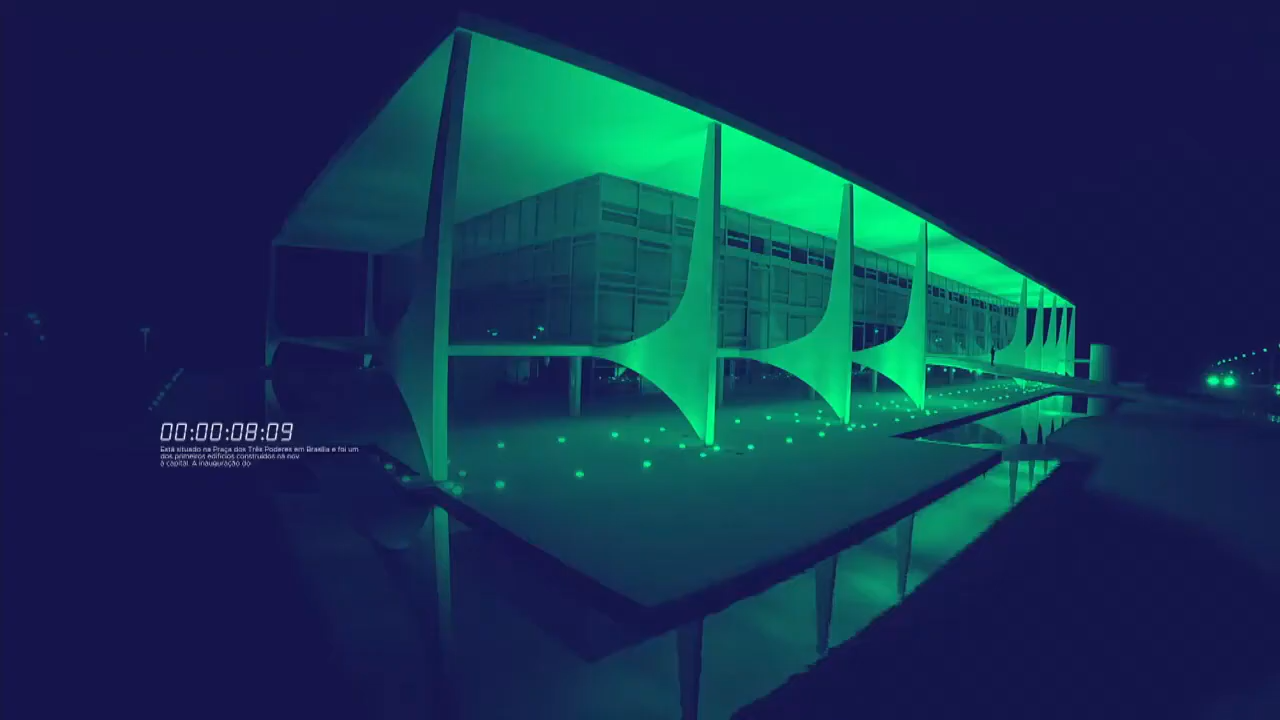 00:00:08:09
Está situado na Praça dos Três Poderes em Brasília e foi um
dos primeiros edifícios construídos na nov
a capital. A inauguração do